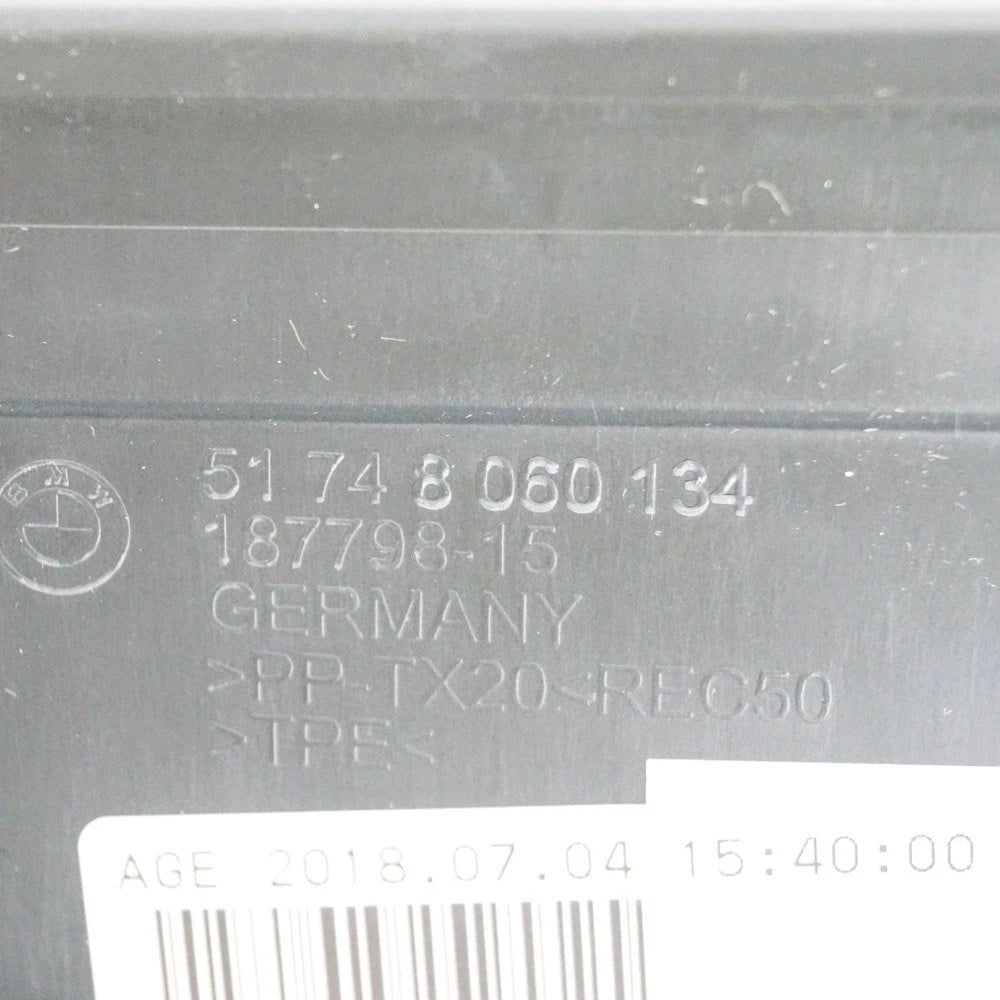 BMW
51 74 8 060 134
187798-15
GERMANY
>PP-TX20<REC50
>TPE<
AGE 2018.07.04 15:40:00